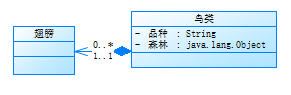 鸟类
翅膀
- 品种 : String
- 森林 : java.lang.Object
0..*
1..1